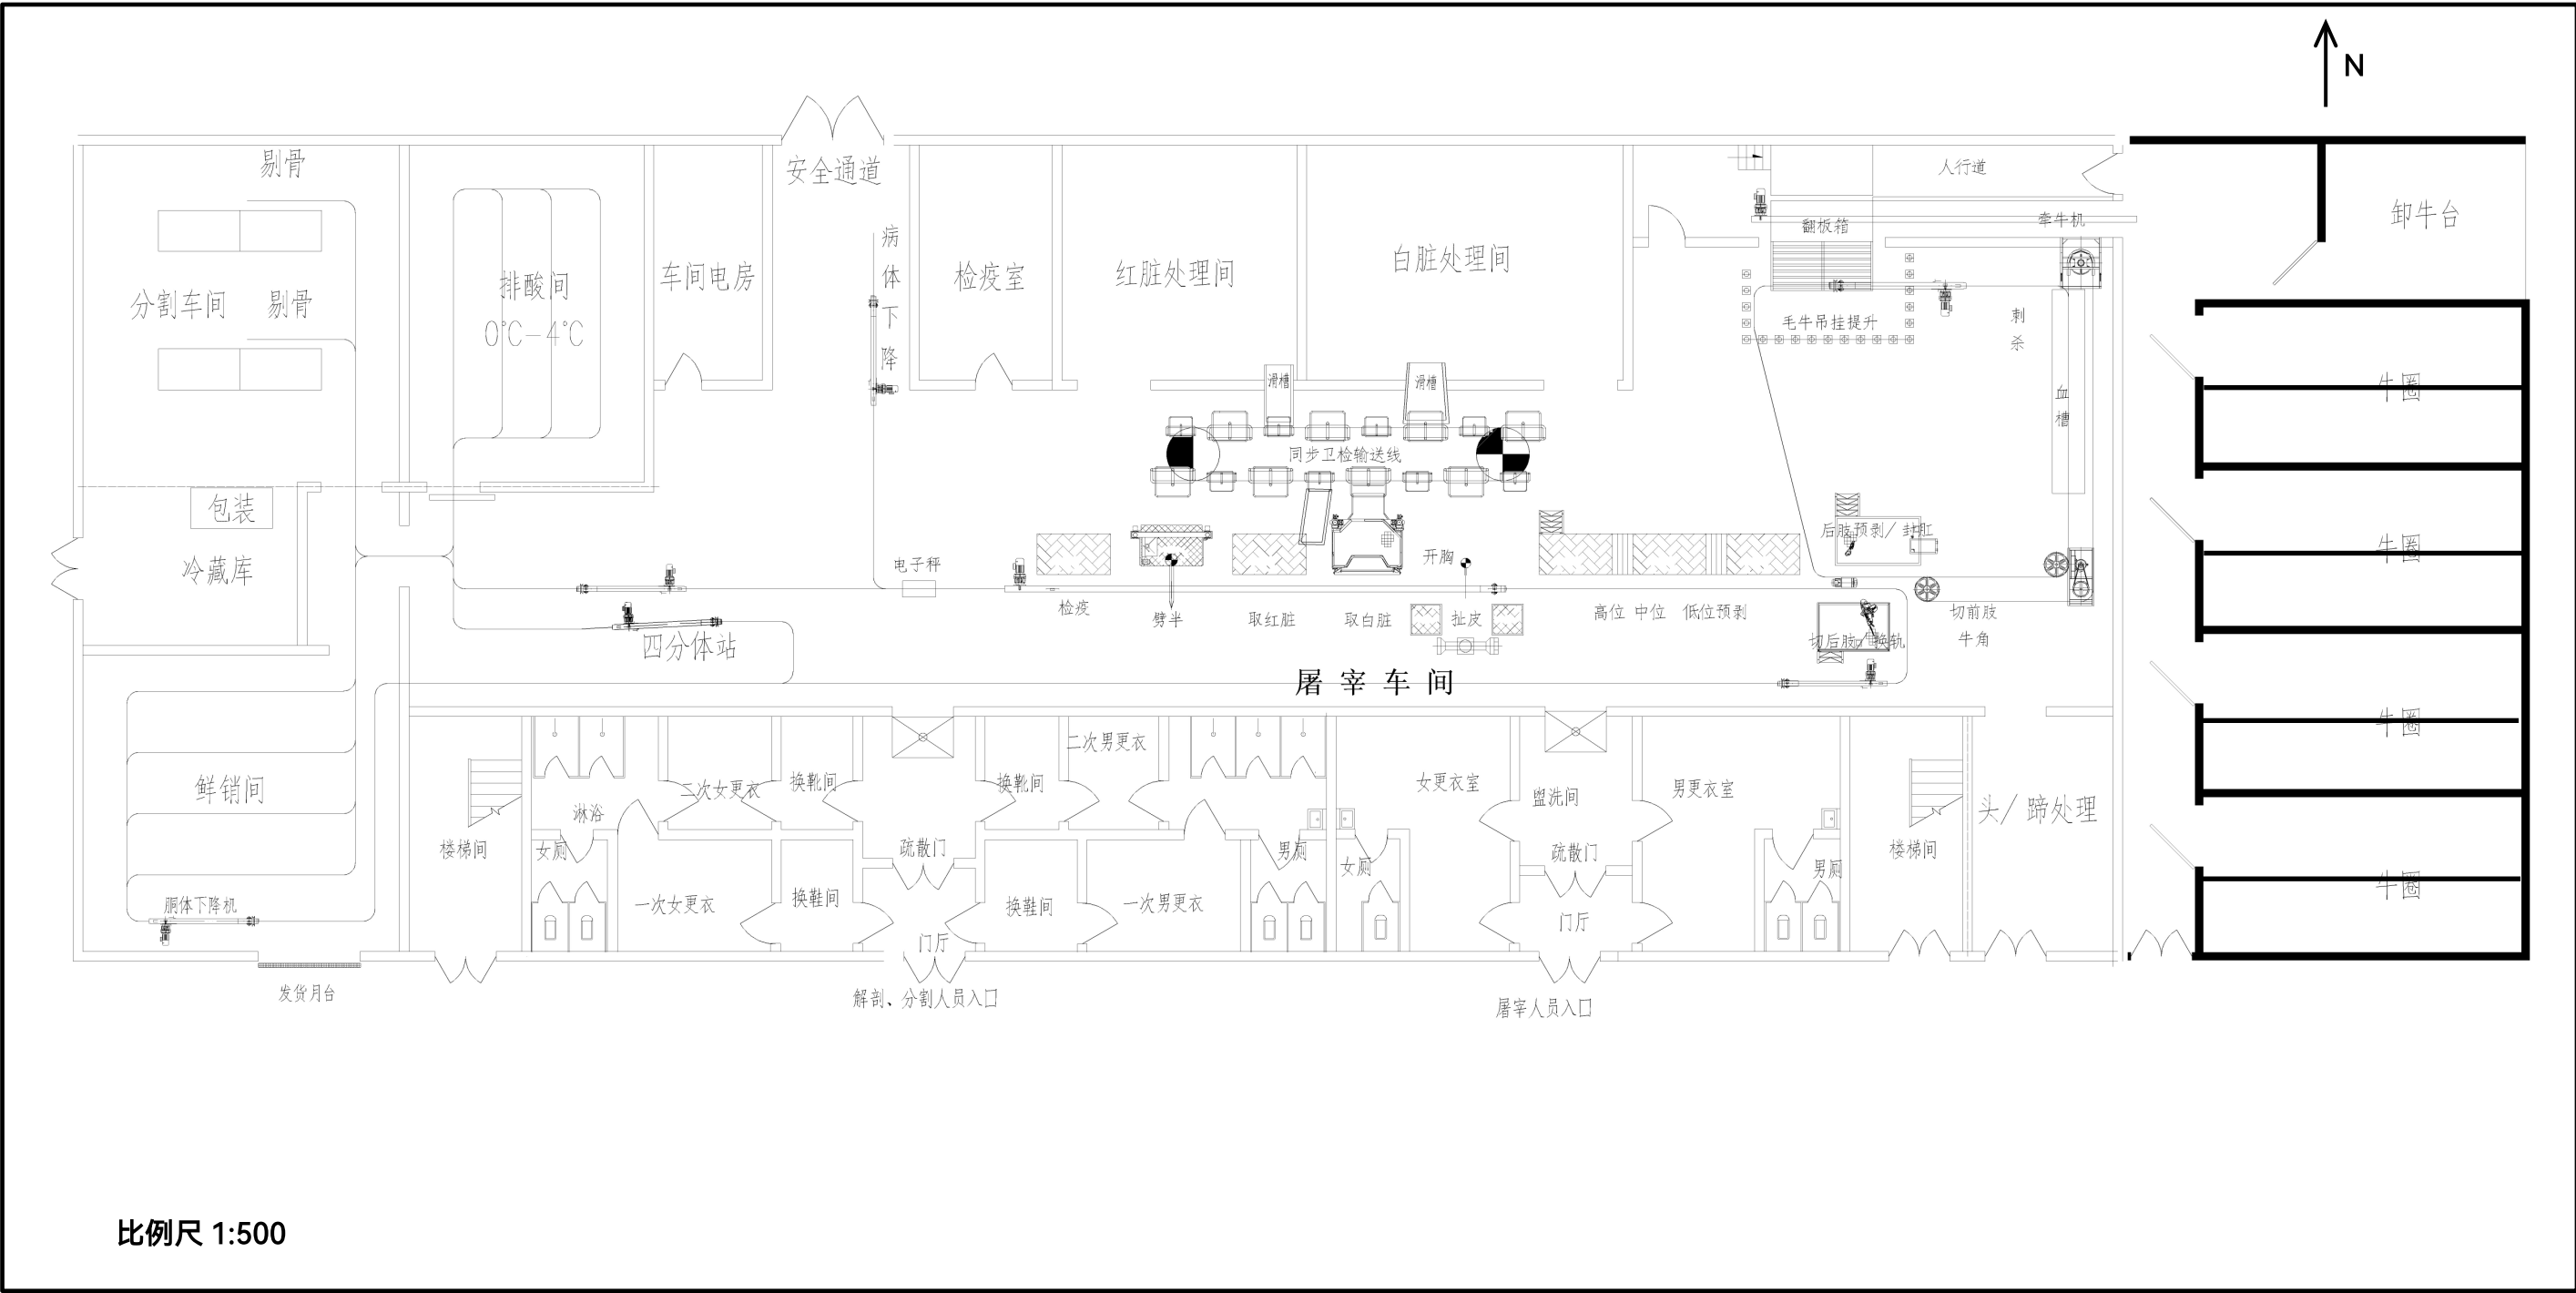 N
剔骨
安全通道
人行道
卸牛台
病体下降
翻板箱
牵牛机
分割车间
剔骨
排酸间
0℃-4℃
车间电房
检疫室
红脏处理间
白脏处理间
毛牛吊挂提升
刺杀
血槽
滑槽
滑槽
牛圈
同步卫检输送线
包装
冷藏库
后肢预剥/封肛
牛圈
电子秤
开胸
检疫
劈半
取红脏
取白脏
扯皮
高位 中位 低位预剥
切前肢
牛角
四分体站
切后肢/换轨
屠宰车间
牛圈
鲜销间
二次女更衣
换靴间
换靴间
二次男更衣
女更衣室
盥洗间
男更衣室
头/蹄处理
淋浴
楼梯间
女厕
疏散门
男厕
女厕
疏散门
男厕
楼梯间
牛圈
胴体下降机
一次女更衣
换鞋间
换鞋间
一次男更衣
门厅
门厅
发货月台
解剖、分割人员入口
屠宰人员入口
比例尺 1:500